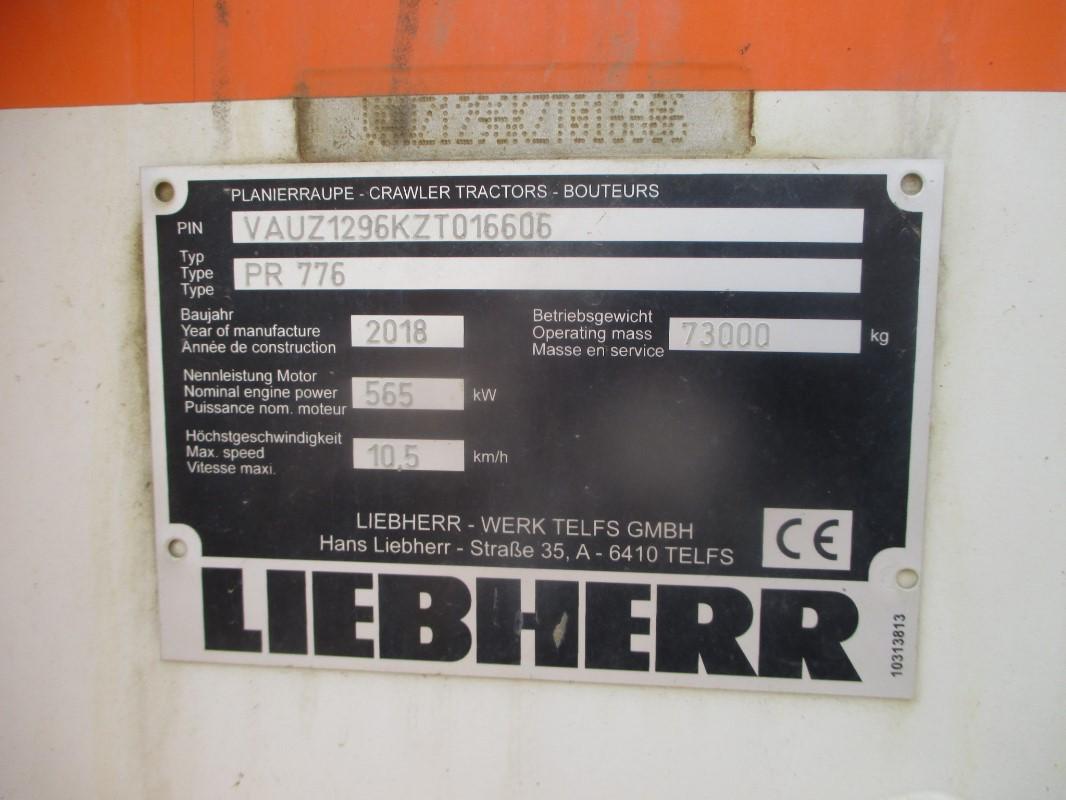 PLANIERRAUPE - CRAWLER TRACTORS - BOUTEURS
PIN VAUZ1296KZT016606
Typ
Type
Type
PR 776
Baujahr
Year of manufacture
Année de construction
2018
Betriebsgewicht
Operating mass
Masse en service
73000 kg
Nennleistung Motor
Nominal engine power
Puissance nom. moteur
565 kW
Höchstgeschwindigkeit
Max. speed
Vitesse maxi.
10,5 km/h
LIEBHERR - WERK TELFS GMBH
Hans Liebherr - Straße 35, A - 6410 TELFS
CE
LIEBHERR
10313813